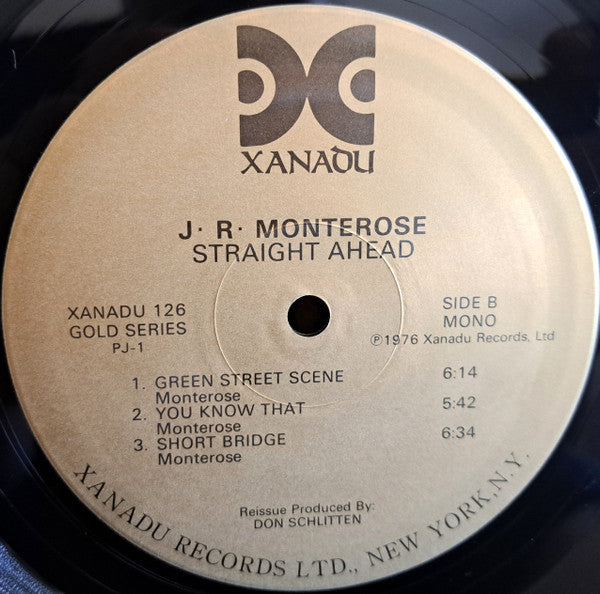 XANADU
J. R. MONTEROSE
STRAIGHT AHEAD
XANADU 126
GOLD SERIES
PJ-1
SIDE B
MONO
℗1976 Xanadu Records, Ltd
1. GREEN STREET SCENE 6:14
Monterose
2. YOU KNOW THAT 5:42
Monterose
3. SHORT BRIDGE 6:34
Monterose
Reissue Produced By:
DON SCHLITTEN
XANADU RECORDS LTD., NEW YORK, N.Y.